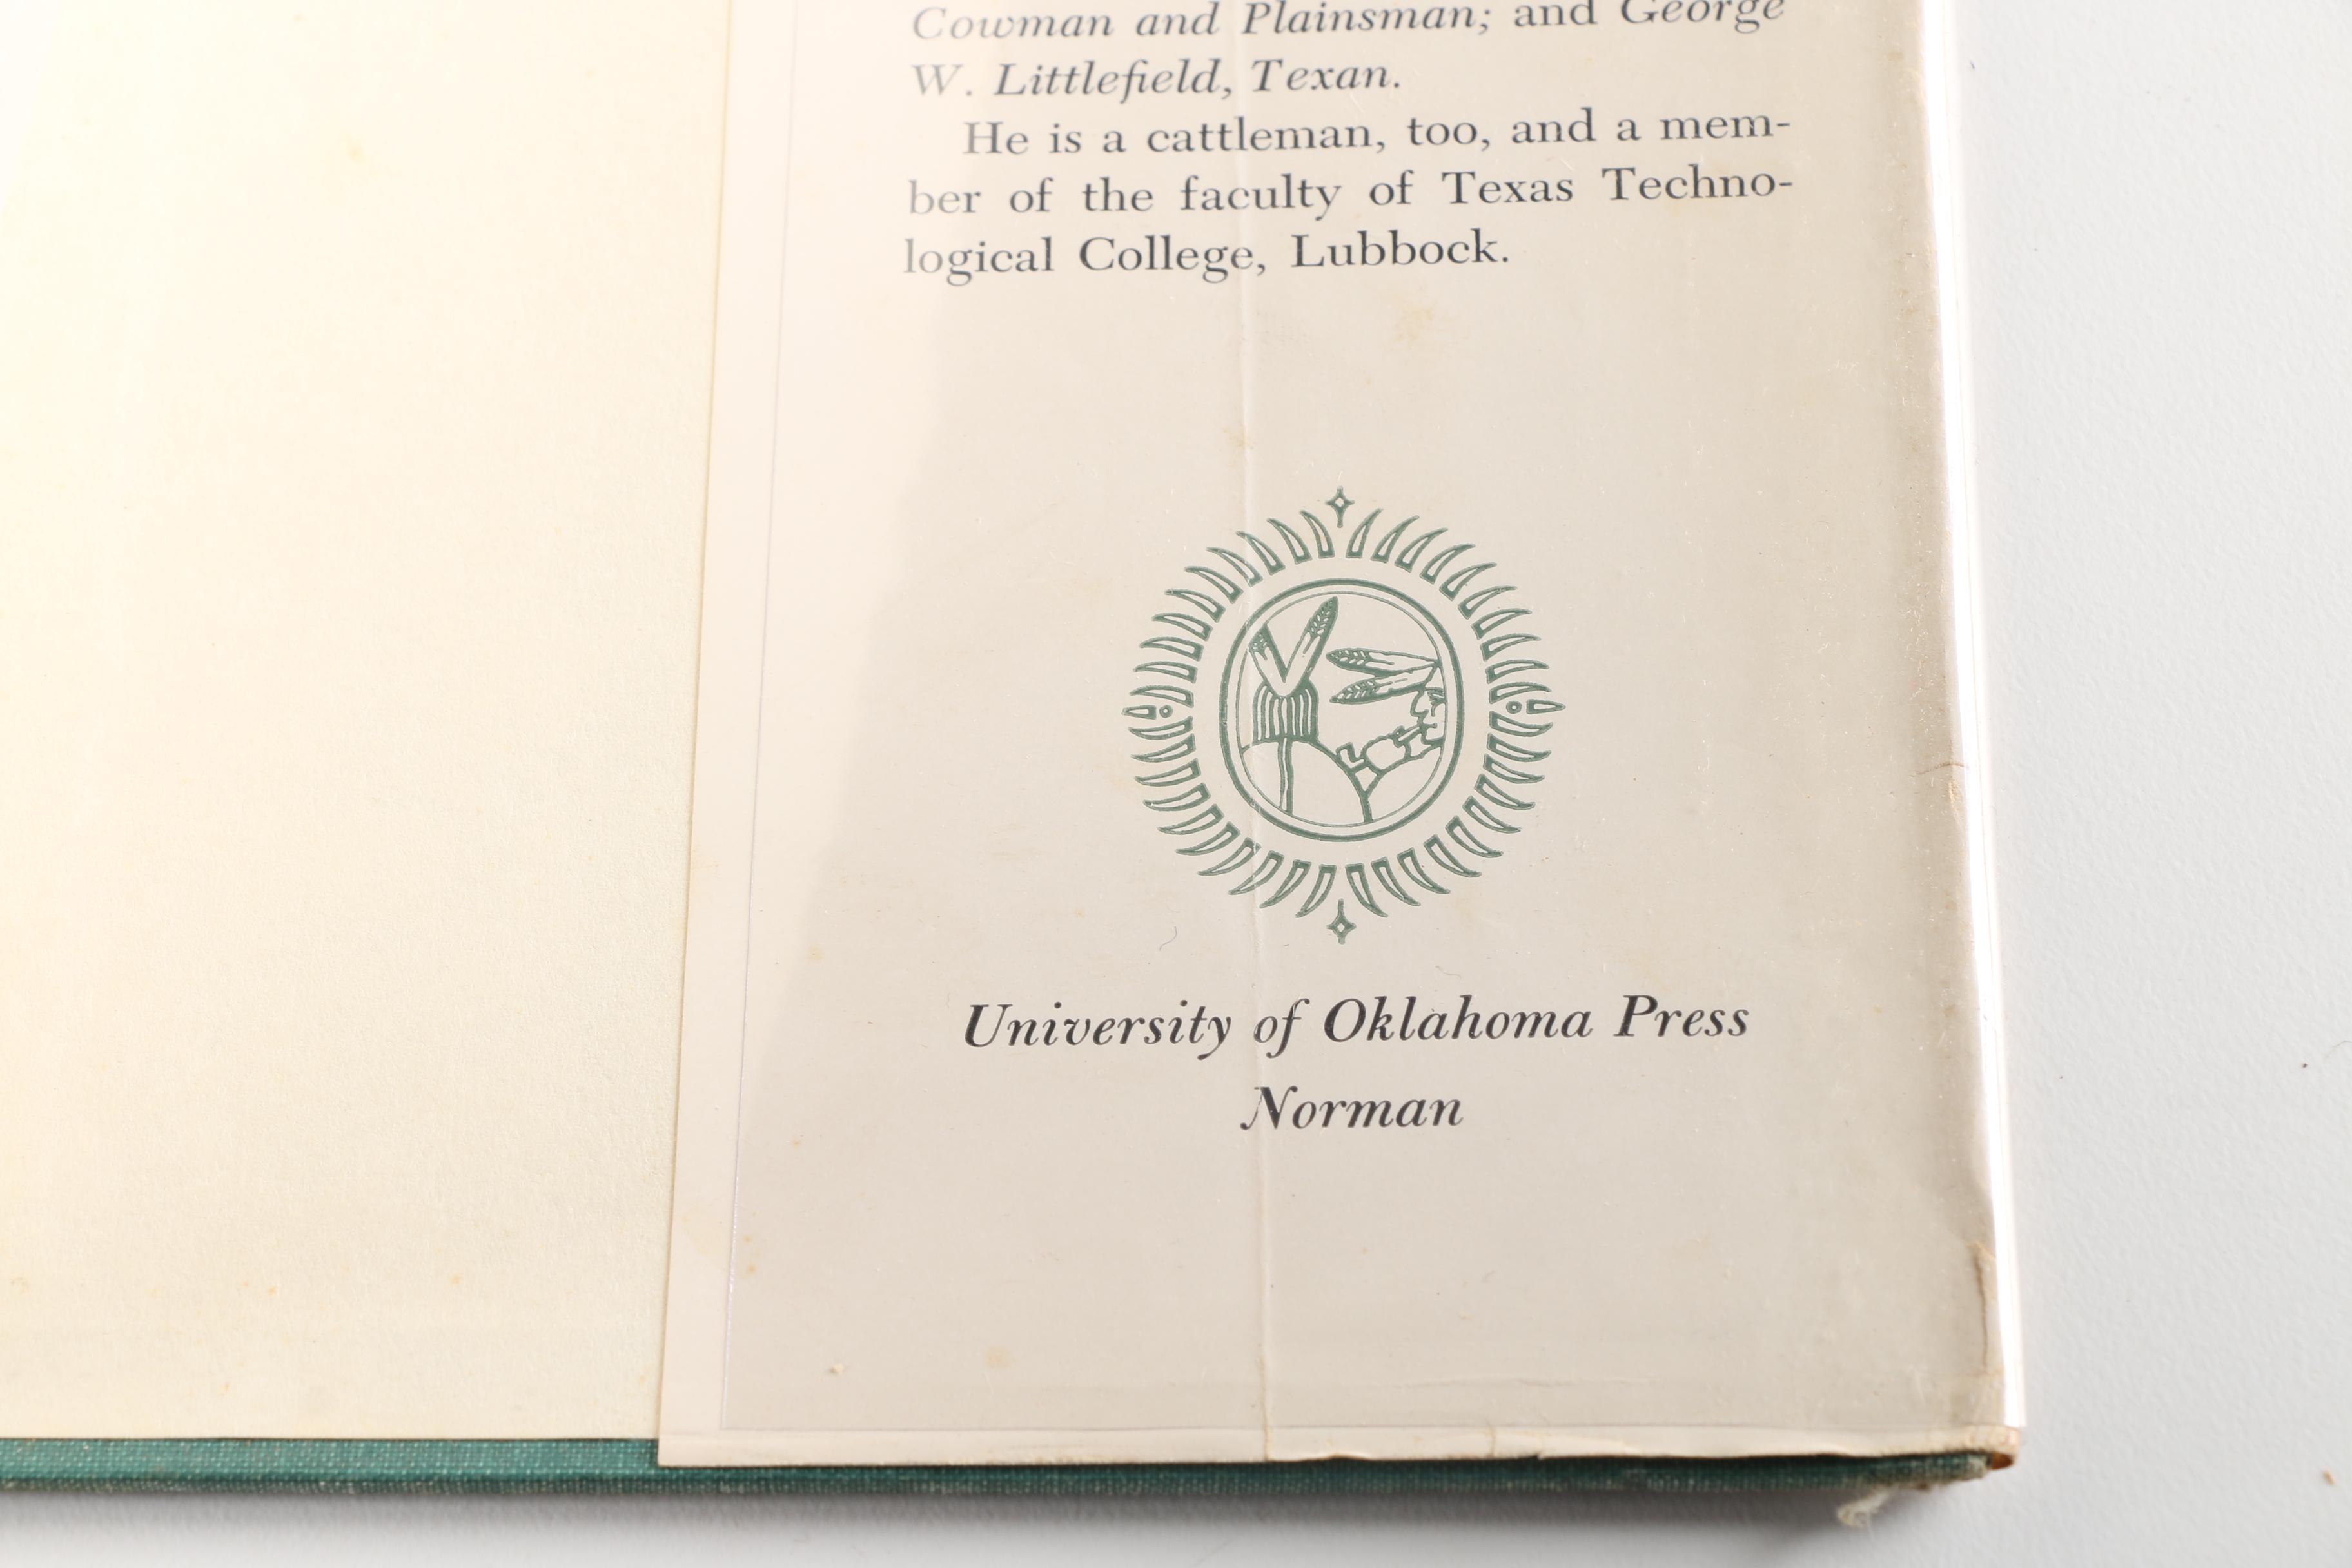 Cowman and Plainsman; and George
W. Littlefield, Texan.
He is a cattleman, too, and a mem-
ber of the faculty of Texas Techno-
logical College, Lubbock.
University of Oklahoma Press
Norman